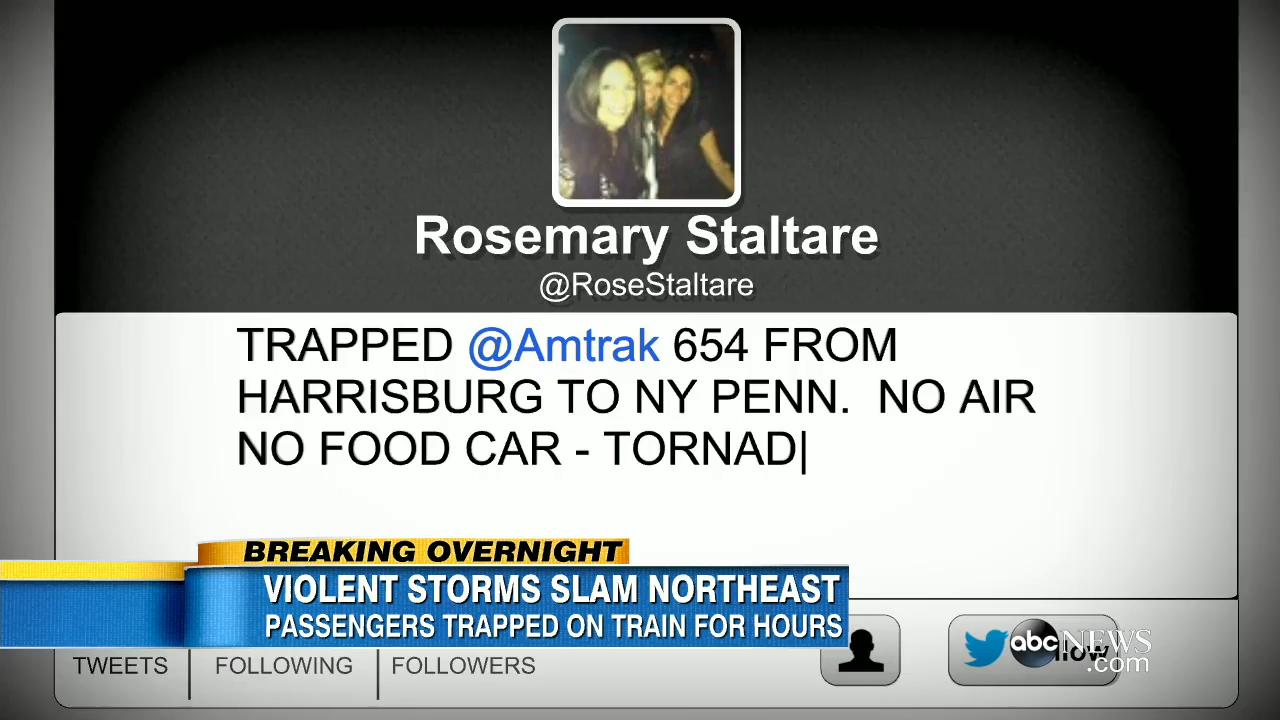 Rosemary Staltare
@RoseStaltare
TRAPPED @Amtrak 654 FROM
HARRISBURG TO NY PENN. NO AIR
NO FOOD CAR - TORNAD|
BREAKING OVERNIGHT
VIOLENT STORMS SLAM NORTHEAST
PASSENGERS TRAPPED ON TRAIN FOR HOURS
TWEETS FOLLOWING FOLLOWERS
abc NEWS
.com